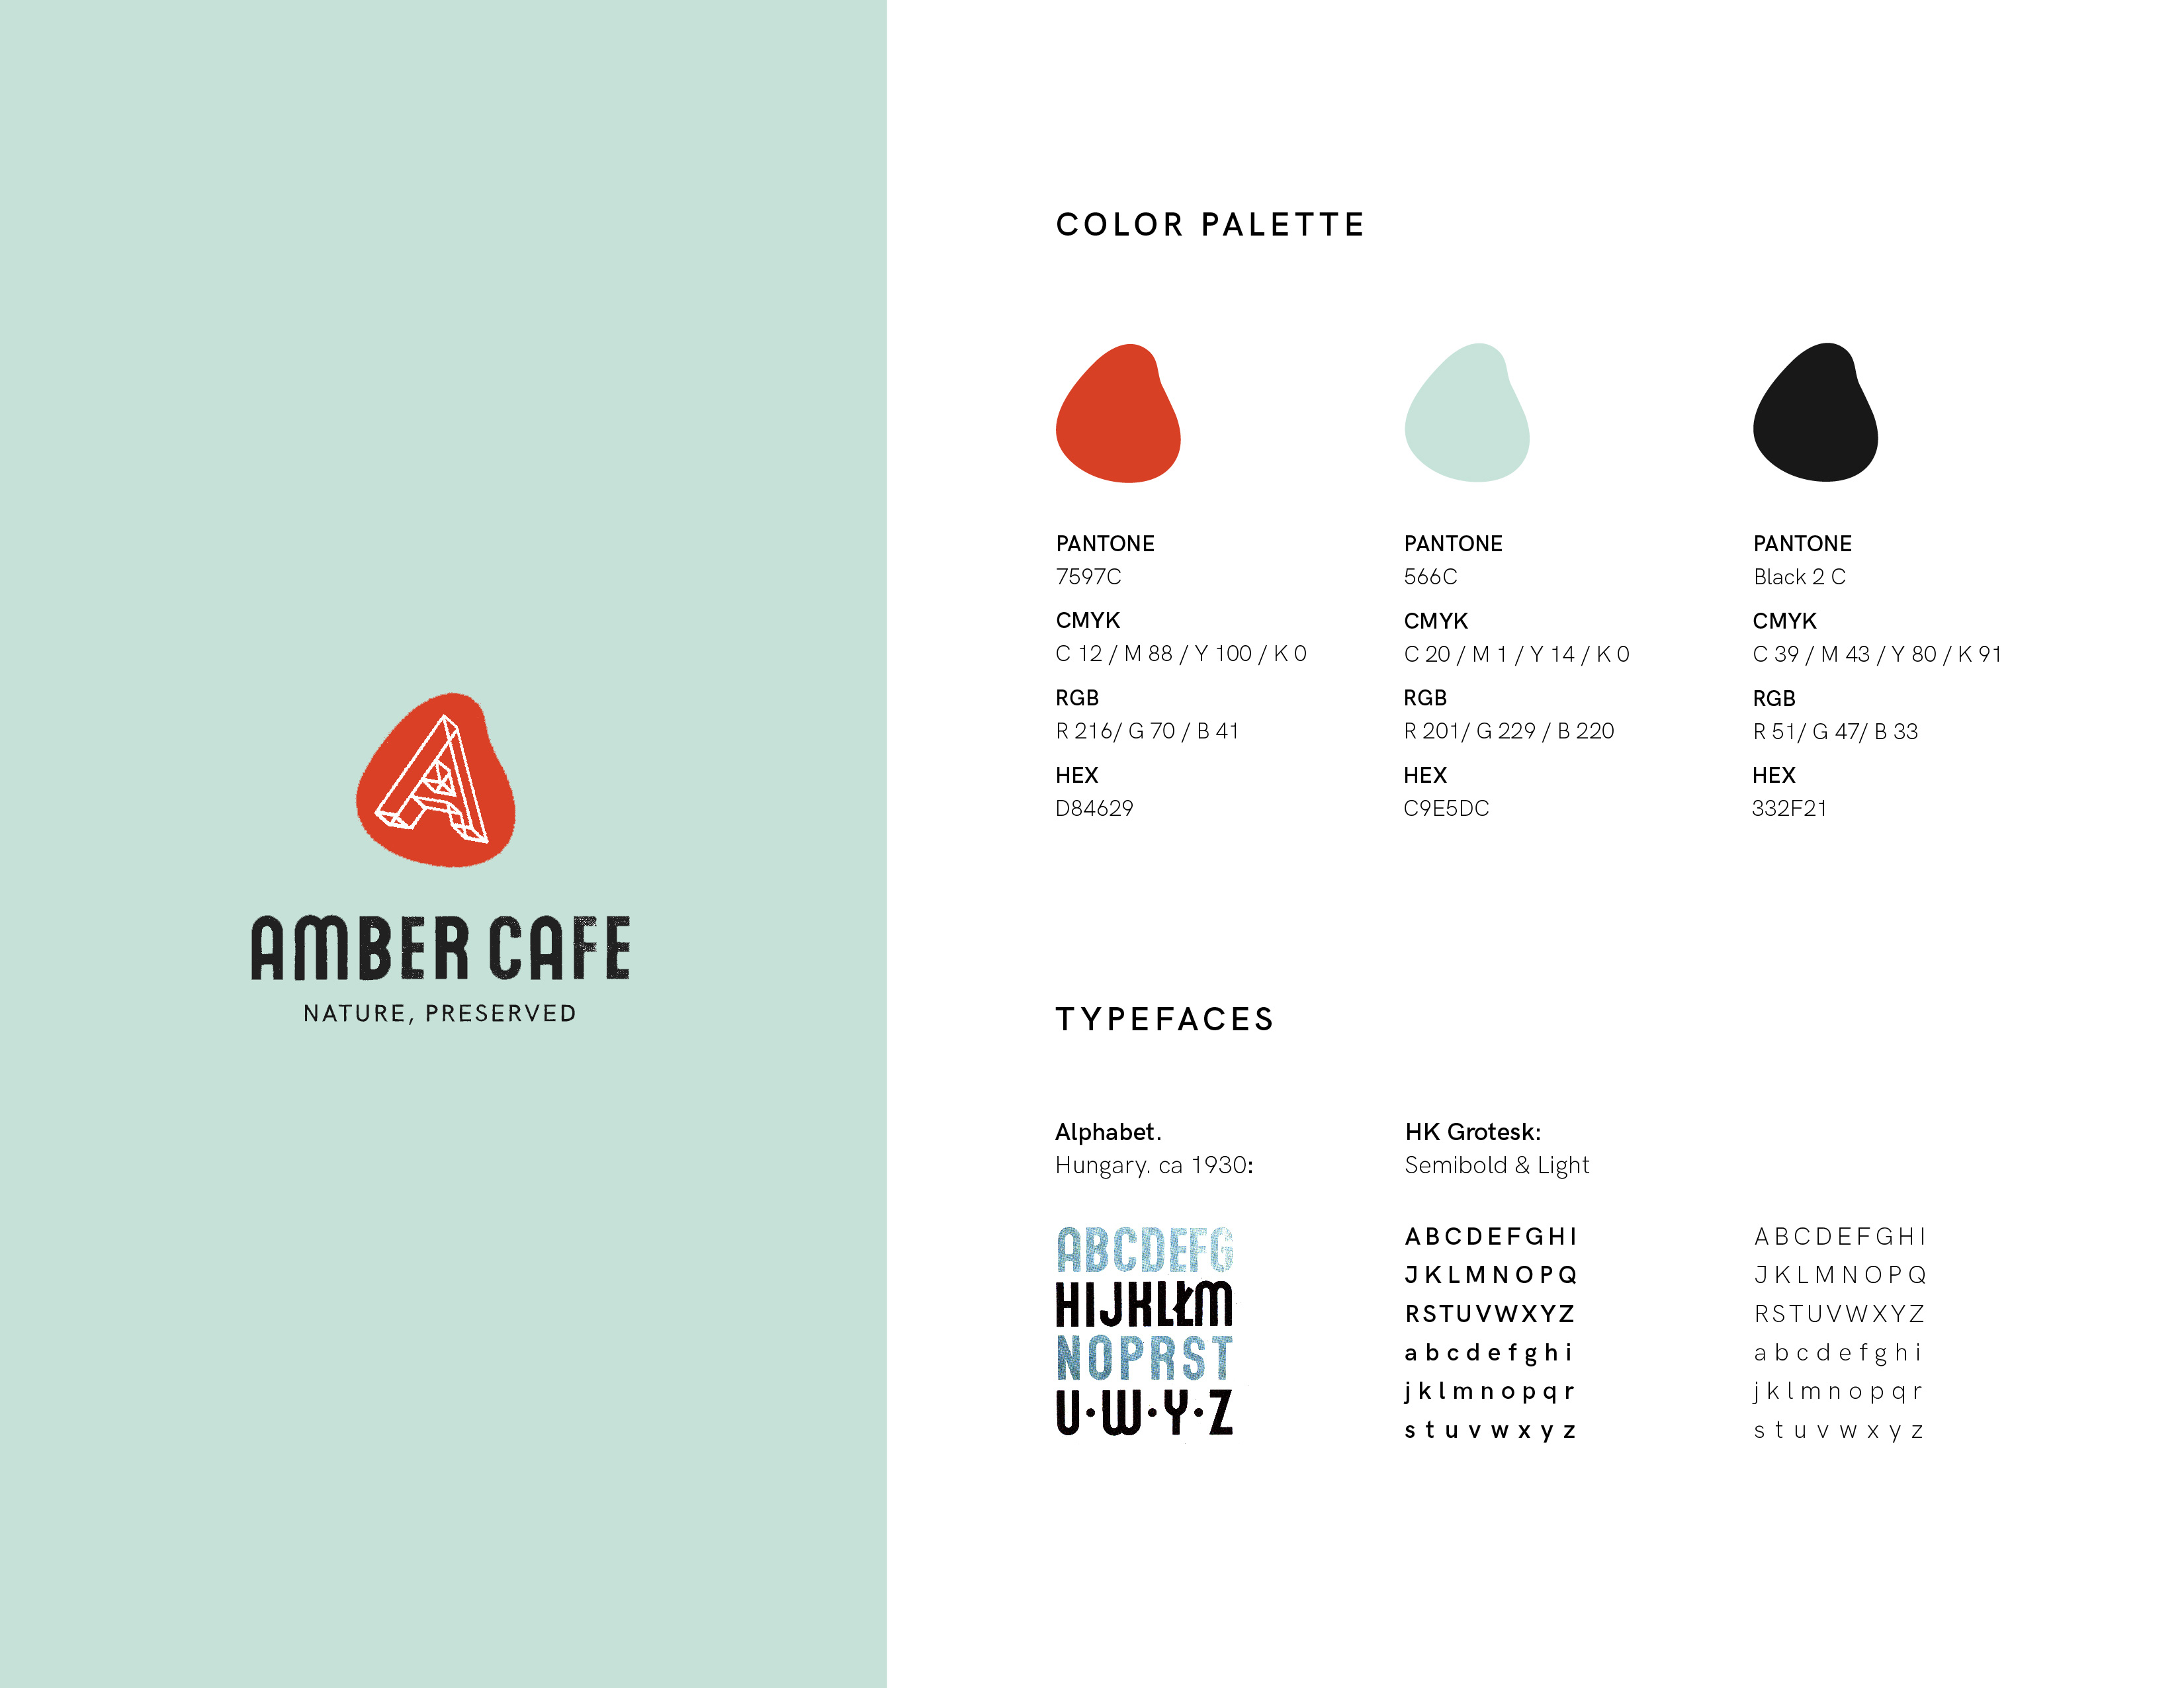 A
AMBER CAFE
NATURE, PRESERVED
COLOR PALETTE
PANTONE
7597C
CMYK
C 12 / M 88 / Y 100 / K 0
RGB
R 216/ G 70 / B 41
HEX
D84629
PANTONE
566C
CMYK
C 20 / M 1 / Y 14 / K 0
RGB
R 201/ G 229 / B 220
HEX
C9E5DC
PANTONE
Black 2 C
CMYK
C 39 / M 43 / Y 80 / K 91
RGB
R 51/ G 47/ B 33
HEX
332F21
TYPEFACES
Alphabet.
Hungary. ca 1930:
ABCDEFG
HIJKLŁM
NOPRST
U·W·Y·Z
HK Grotesk:
Semibold & Light
ABCDEFGHI
JKLMNOPQ
RSTUVWXYZ
abcdefghi
jklmnopqr
stuvwxyz
ABCDEFGHI
JKLMNOPQ
RSTUVWXYZ
abcdefghi
jklmnopqr
stuvwxyz